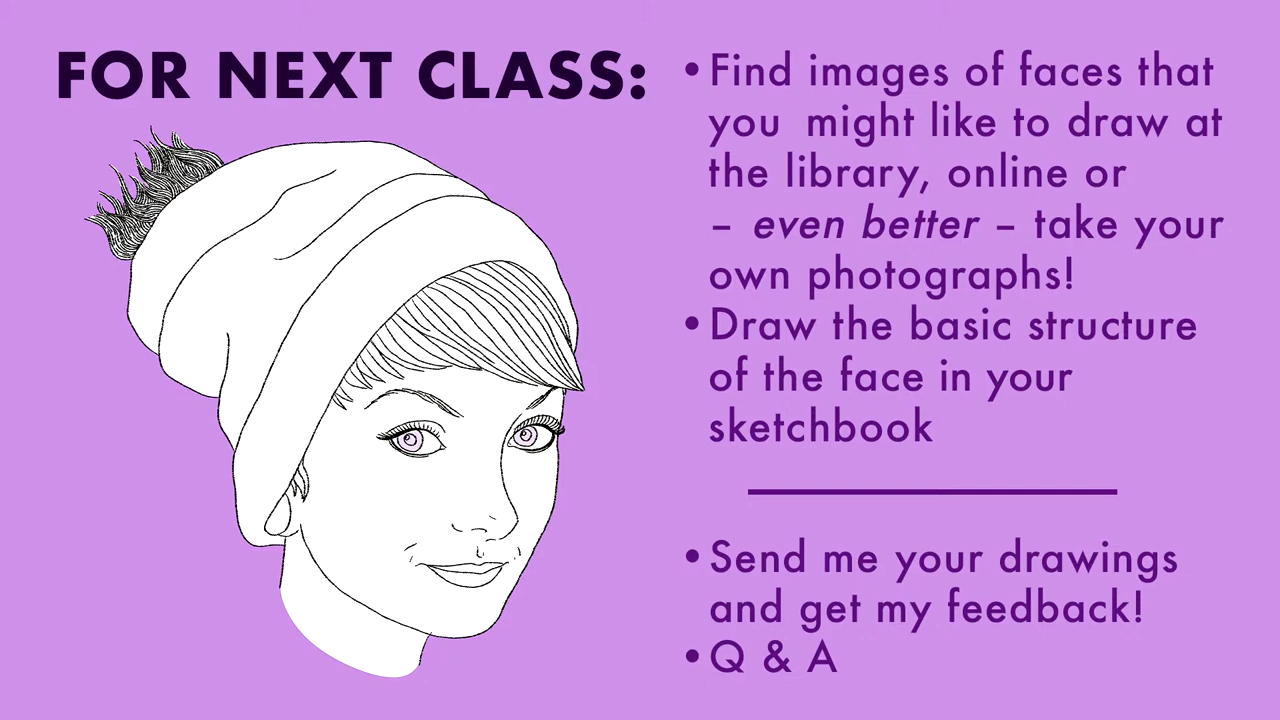 FOR NEXT CLASS:
•Find images of faces that
you might like to draw at
the library, online or
– even better – take your
own photographs!
•Draw the basic structure
of the face in your
sketchbook
•Send me your drawings
and get my feedback!
•Q & A